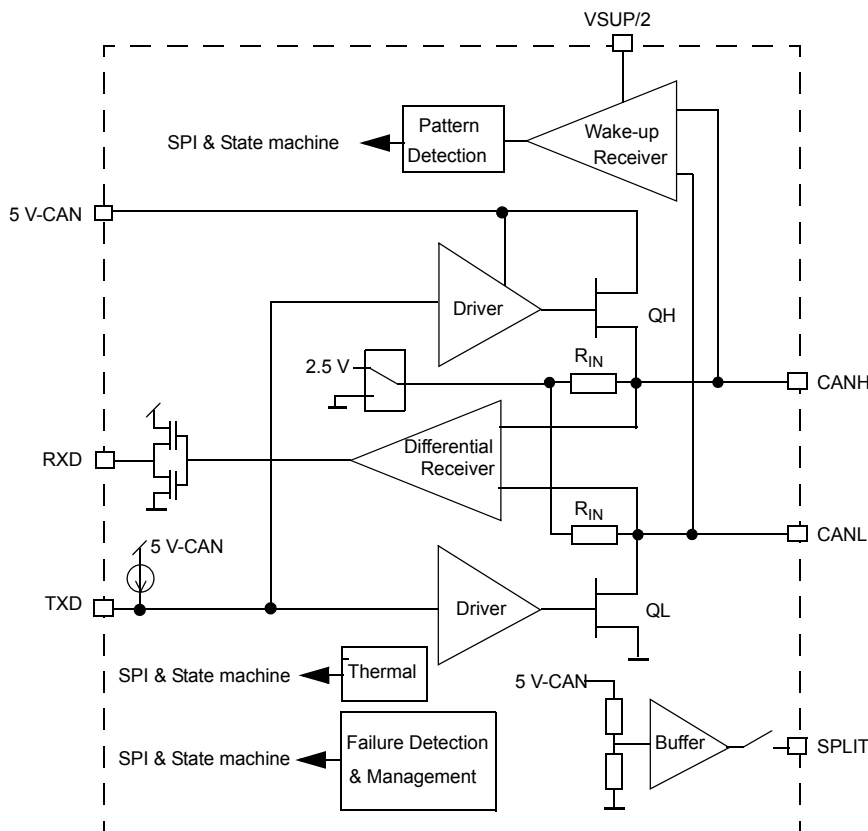 VSUP/2
Pattern
Detection
Wake-up
Receiver
SPI & State machine
5 V-CAN
Driver
QH
2.5 V
RIN
CANH
Differential
Receiver
RXD
RIN
CANL
5 V-CAN
TXD
Driver
QL
SPI & State machine
Thermal
5 V-CAN
Buffer
SPLIT
SPI & State machine
Failure Detection
& Management